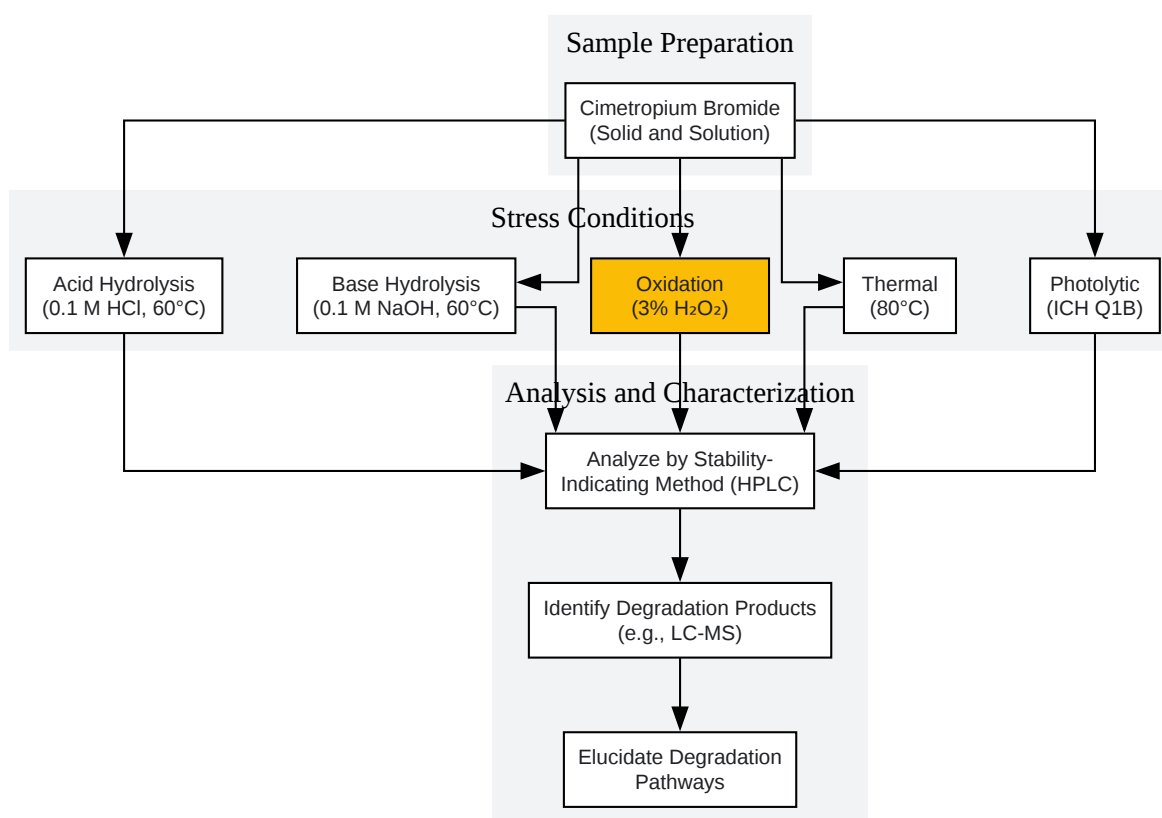 Sample Preparation
Cimetropium Bromide
(Solid and Solution)
Stress Conditions
Acid Hydrolysis
(0.1 M HCl, 60°C)
Base Hydrolysis
(0.1 M NaOH, 60°C)
Oxidation
(3% H₂O₂)
Thermal
(80°C)
Photolytic
(ICH Q1B)
Analysis and Characterization
Analyze by Stability-
Indicating Method (HPLC)
Identify Degradation Products
(e.g., LC-MS)
Elucidate Degradation
Pathways